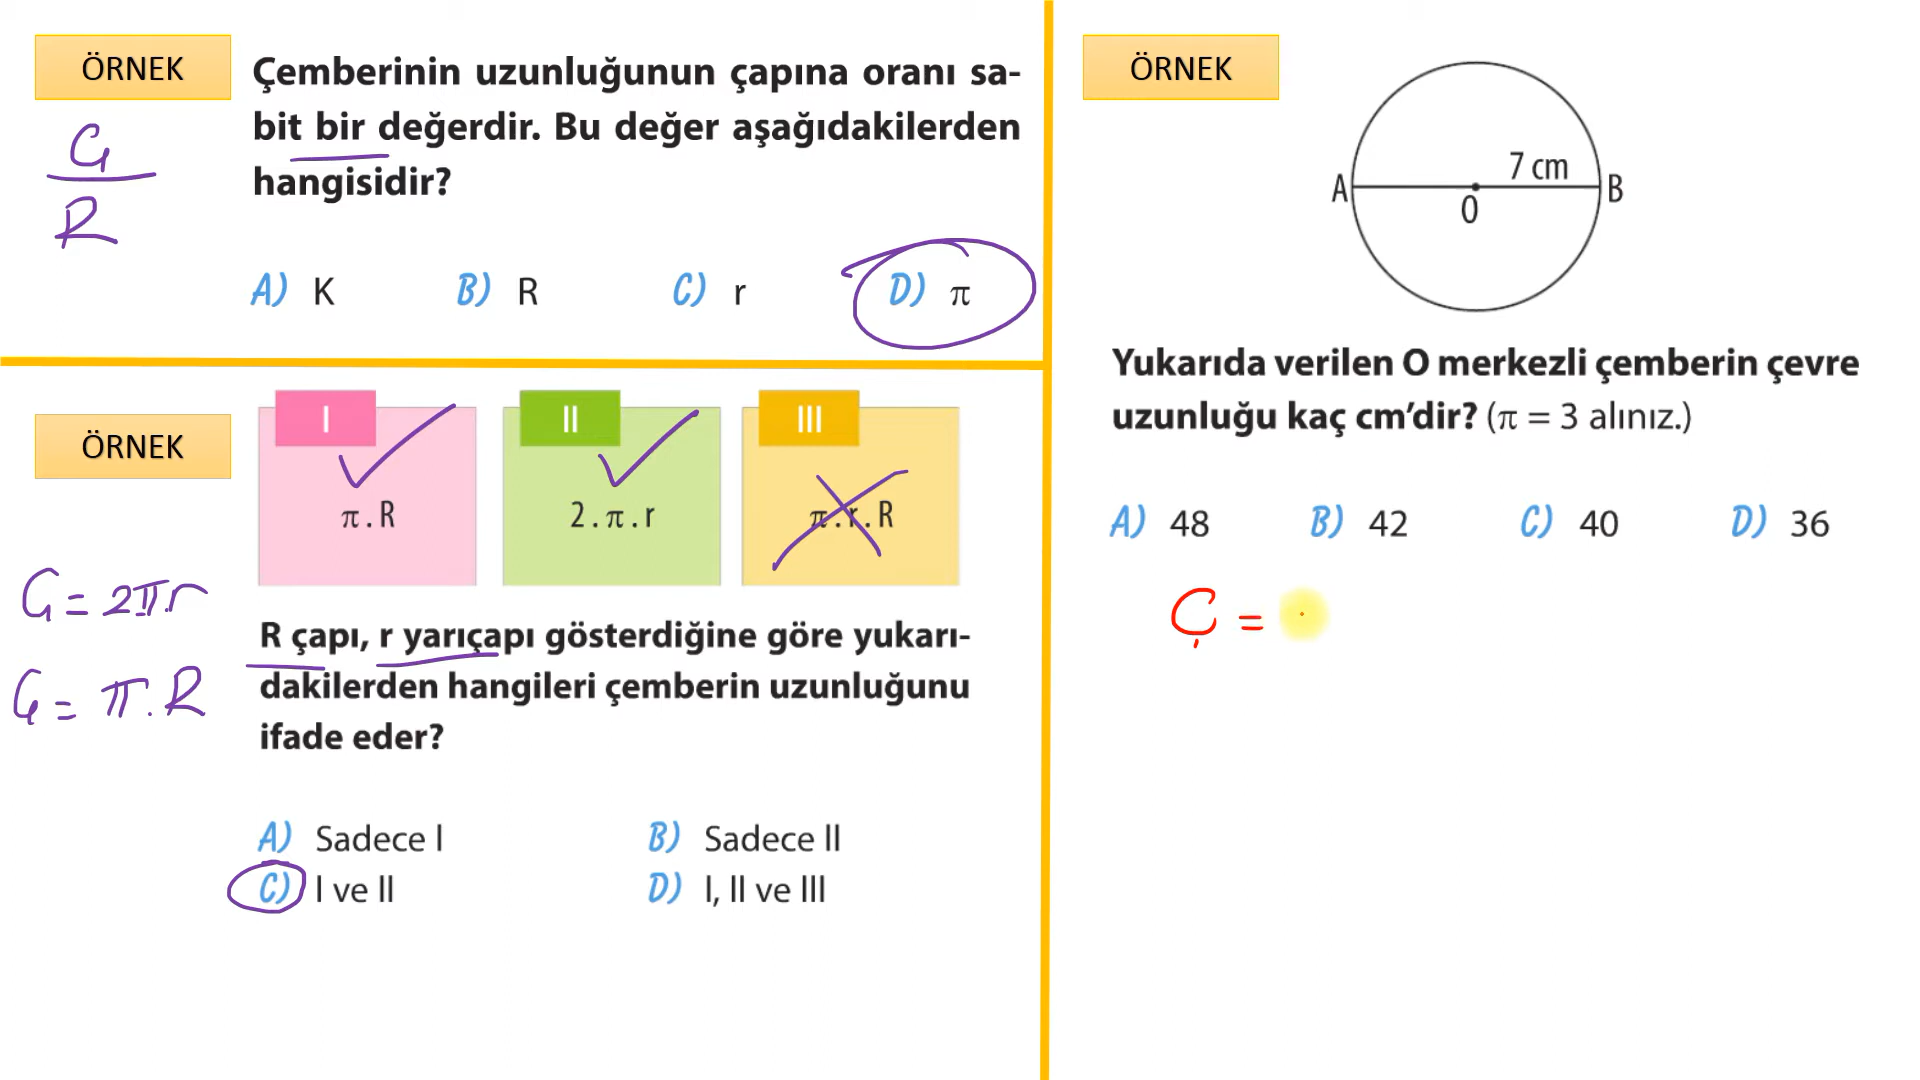 ÖRNEK
Çemberinin uzunluğunun çapına oranı sa-
bit bir değerdir. Bu değer aşağıdakilerden
hangisidir?
Ç
R
A) K B) R C) r D) π
ÖRNEK
I II III
π . R 2 . π . r π . r . R
Ç = 2πr
Ç = π . R
R çapı, r yarıçapı gösterdiğine göre yukarı-
dakilerden hangileri çemberin uzunluğunu
ifade eder?
A) Sadece I B) Sadece II
C) I ve II D) I, II ve III
ÖRNEK
7 cm
A B
O
Yukarıda verilen O merkezli çemberin çevre
uzunluğu kaç cm’dir? (π = 3 alınız.)
A) 48 B) 42 C) 40 D) 36
Ç =